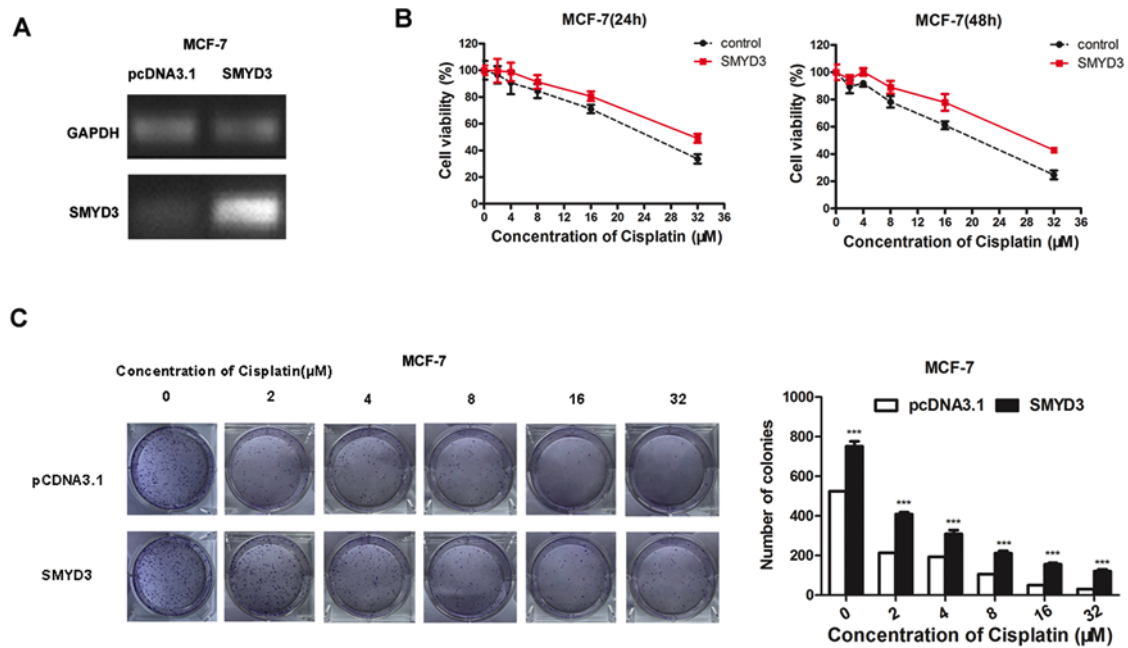 A
MCF-7
pcDNA3.1 SMYD3
GAPDH
SMYD3
B
MCF-7(24h)
control
SMYD3
120
100
80
60
40
20
0
Cell viability (%)
0 4 8 12 16 20 24 28 32 36
Concentration of Cisplatin (µM)
MCF-7(48h)
control
SMYD3
120
100
80
60
40
20
0
Cell viability (%)
0 4 8 12 16 20 24 28 32 36
Concentration of Cisplatin (µM)
C
MCF-7
Concentration of Cisplatin(µM)
0 2 4 8 16 32
pCDNA3.1
SMYD3
MCF-7
pcDNA3.1 SMYD3
1000
800
600
400
200
0
Number of colonies
*** *** *** *** *** ***
0 2 4 8 16 32
Concentration of Cisplatin (µM)